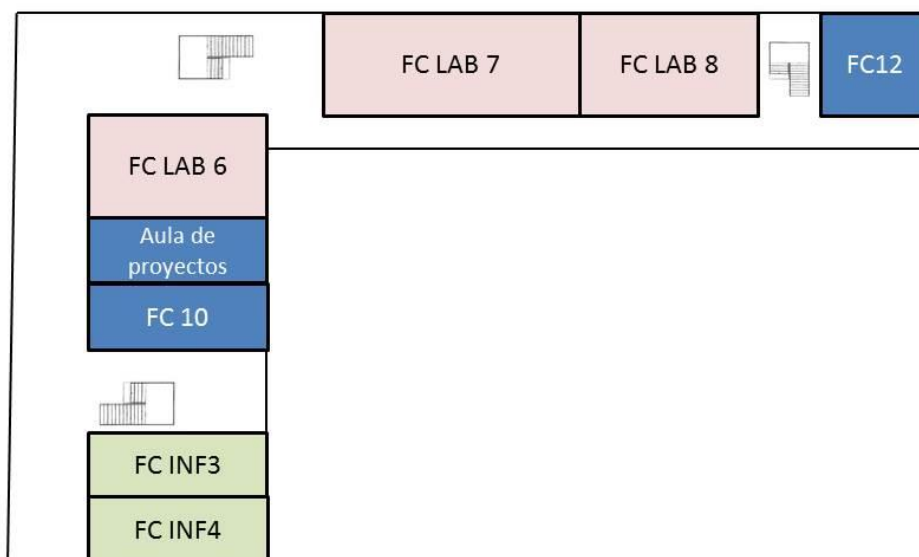 FC LAB 7
FC LAB 8
FC12
FC LAB 6
Aula de
proyectos
FC 10
FC INF3
FC INF4